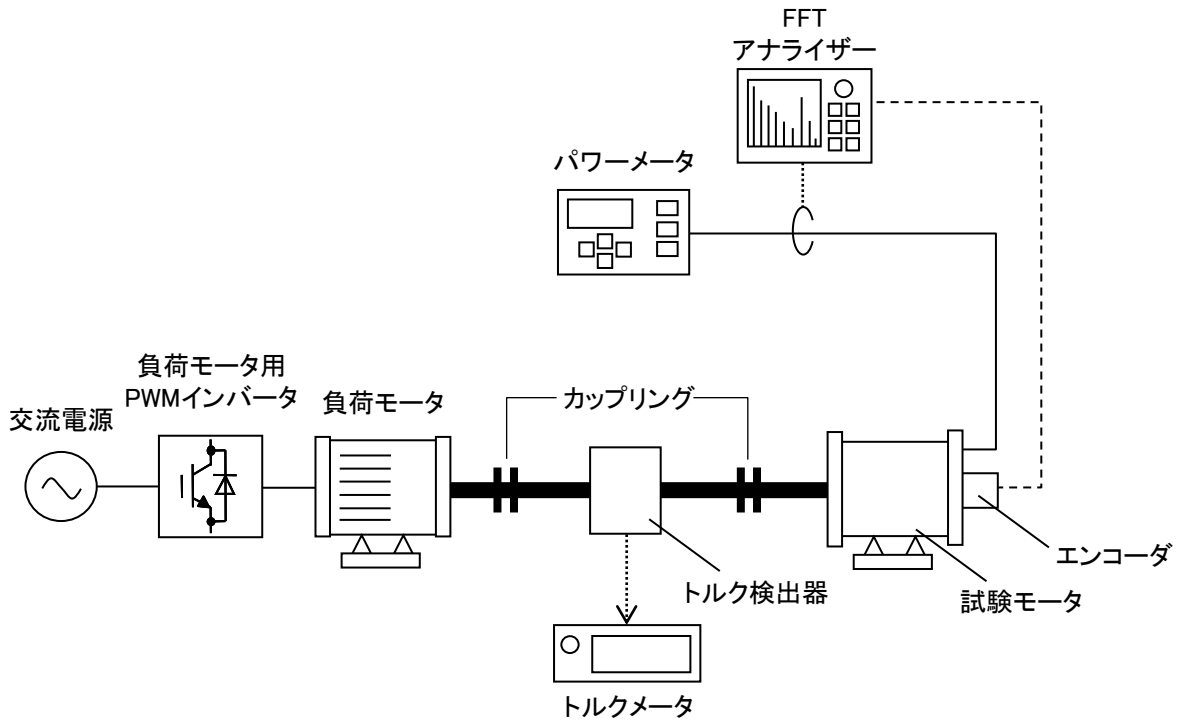 FFT
アナライザー
パワーメータ
負荷モータ用
PWMインバータ
負荷モータ
カップリング
交流電源
エンコーダ
トルク検出器
試験モータ
トルクメータ